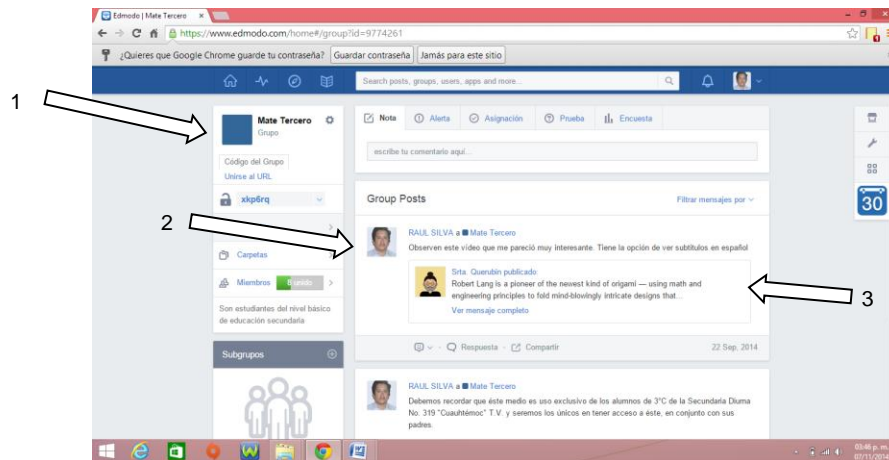 Edmodo | Mate Tercero
https://www.edmodo.com/home#/group?id=9774261
¿Quieres que Google Chrome guarde tu contraseña? Guardar contraseña Jamás para este sitio
Search posts, groups, users, apps and more...
1
Mate Tercero
Grupo
Código del Grupo
Unirse al URL
xkp6rq
Carpetas
Miembros
Son estudiantes del nivel básico
de educación secundaria
Subgrupos
Nota Alerta Asignación Prueba Encuesta
escribe tu comentario aquí...
Group Posts Filtrar mensajes por
2
RAUL SILVA a Mate Tercero
Observen este vídeo que me pareció muy interesante. Tiene la opción de ver subtítulos en español
Srta. Querubin publicado:
Robert Lang is a pioneer of the newest kind of origami — using math and
engineering principles to fold mind-blowingly intricate designs that...
Ver mensaje completo
3
Respuesta Compartir 22 Sep, 2014
RAUL SILVA a Mate Tercero
Debemos recordar que éste medio es uso exclusivo de los alumnos de 3°C de la Secundaria Diurna
No. 319 "Cuauhtémoc" T.V. y seremos los únicos en tener acceso a éste, en conjunto con sus
padres.
30
03:46 p. m.
07/11/2014